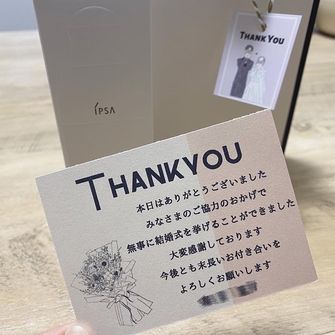 THANK YOU
IPSA
THANKYOU
本日はありがとうございました
みなさまのご協力のおかげで
無事に結婚式を挙げることができました
大変感謝しております
今後とも末長いお付き合いを
よろしくお願いします